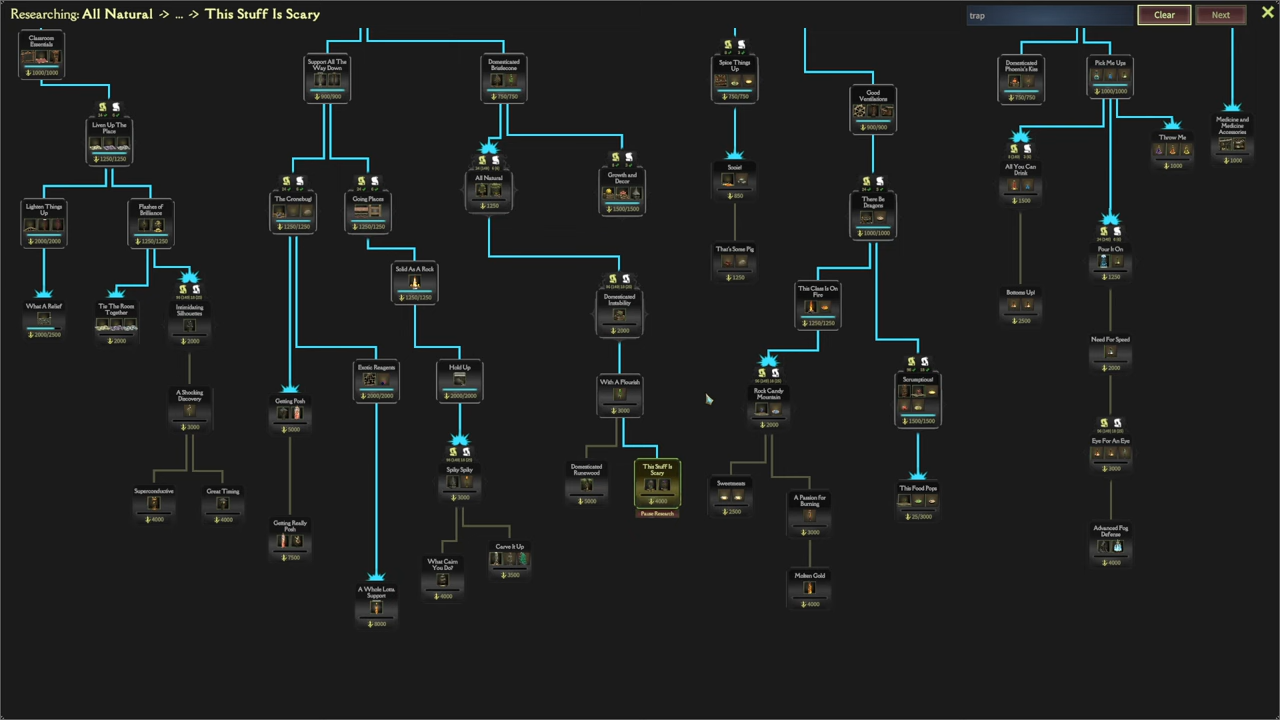 Researching: All Natural -> ... -> This Stuff Is Scary
trap
Clear
Next
Classroom
Essentials
1000/1000
Support All The
Way Down
900/900
Domesticated
Bristlecone
750/750
Spice Things
Up
750/750
Good
Ventilations
900/900
Domesticated
Phoenix's Kiss
750/750
Pick Me Ups
1000/1000
Liven Up The
Place
1250/1250
Throw Me
1000
Medicine and
Medicine
Accessories
1000
All Natural
1250
Growth and
Decor
1500/1500
Social
850
All You Can
Drink
1500
Lighten Things
Up
2000/2000
Flashes of
Brilliance
1250/1250
The Cronebug!
1250/1250
Going Places
1250/1250
There Be
Dragons
1000/1000
That's Some Pig
1250
Pour It On
1250
Solid As A Rock
1250/1250
Domesticated
Instability
2000
This Class Is On
Fire
1250/1250
Bottoms Up!
2500
What A Relief
2000/2500
Tie The Room
Together
2000
Intimidating
Silhouettes
2000
Need For Speed
2000
Exotic Reagents
2000/2000
Hold Up
2000/2000
With A Flourish
3000
Rock Candy
Mountain
2000
Scrumptious!
1500/1500
A Shocking
Discovery
3000
Getting Posh
5000
Eye For An Eye
3000
Spiky Spiky
3000
Domesticated
Runewood
3000
This Stuff Is
Scary
4000
Pause Research
Sweetmeats
2500
A Passion for
Burning
3000
This Food Pops
25/3000
Superconductive
4000
Great Timing
4000
Getting Really
Posh
7500
What Cairn
You Do?
4000
Carve It Up
3500
Advanced Fog
Defense
4000
Molten Gold
4000
A Whole Lotta
Support
6000